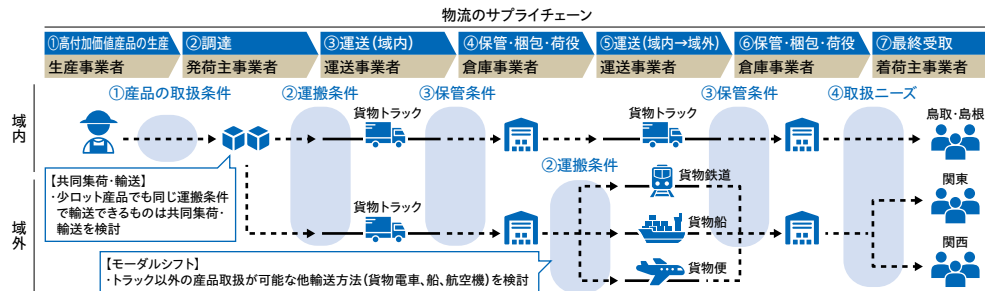 物流のサプライチェーン
①高付加価値産品の生産
②調達
③運送(域内)
④保管・梱包・荷役
⑤運送(域内→域外)
⑥保管・梱包・荷役
⑦最終受取
生産事業者
発荷主事業者
運送事業者
倉庫事業者
運送事業者
倉庫事業者
着荷主事業者
①産品の取扱条件
②運搬条件
③保管条件
③保管条件
④取扱ニーズ
貨物トラック
貨物トラック
鳥取・島根
域内
②運搬条件
【共同集荷・輸送】
・少ロット産品でも同じ運搬条件
で輸送できるものは共同集荷・
輸送を検討
貨物鉄道
関東
域外
貨物トラック
貨物船
関西
【モーダルシフト】
・トラック以外の産品取扱が可能な他輸送方法(貨物電車、船、航空機)を検討
貨物便